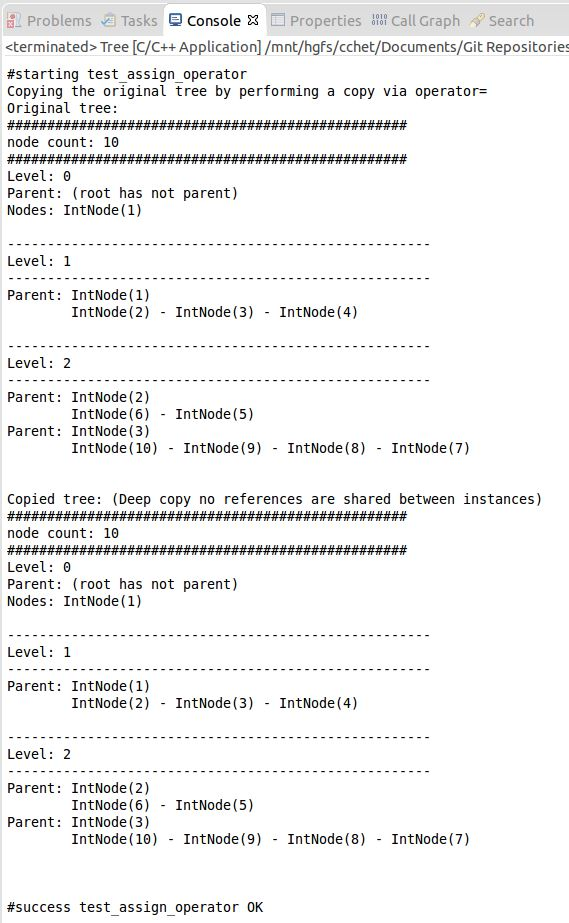 Problems Tasks Console Properties Call Graph Search
<terminated> Tree [C/C++ Application] /mnt/hgfs/cchet/Documents/Git Repositories
#starting test_assign_operator
Copying the original tree by performing a copy via operator=
Original tree:
##################################################
node count: 10
##################################################
Level: 0
Parent: (root has not parent)
Nodes: IntNode(1)
-----------------------------------------------------
Level: 1
-----------------------------------------------------
Parent: IntNode(1)
IntNode(2) - IntNode(3) - IntNode(4)
-----------------------------------------------------
Level: 2
-----------------------------------------------------
Parent: IntNode(2)
IntNode(6) - IntNode(5)
Parent: IntNode(3)
IntNode(10) - IntNode(9) - IntNode(8) - IntNode(7)
Copied tree: (Deep copy no references are shared between instances)
##################################################
node count: 10
##################################################
Level: 0
Parent: (root has not parent)
Nodes: IntNode(1)
-----------------------------------------------------
Level: 1
-----------------------------------------------------
Parent: IntNode(1)
IntNode(2) - IntNode(3) - IntNode(4)
-----------------------------------------------------
Level: 2
-----------------------------------------------------
Parent: IntNode(2)
IntNode(6) - IntNode(5)
Parent: IntNode(3)
IntNode(10) - IntNode(9) - IntNode(8) - IntNode(7)
#success test_assign_operator OK